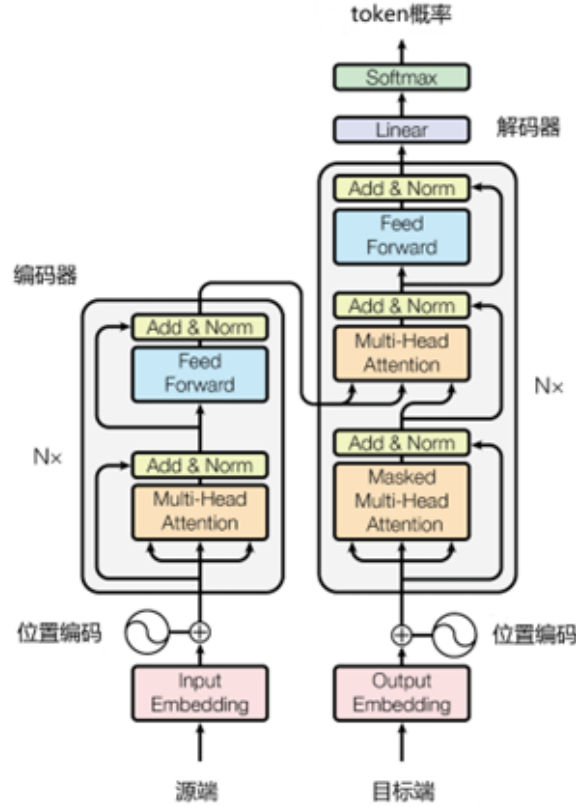 token概率
Softmax
Linear
解码器
Add & Norm
Feed
Forward
Add & Norm
Multi-Head
Attention
Add & Norm
Masked
Multi-Head
Attention
N×
编码器
Add & Norm
Feed
Forward
Add & Norm
Multi-Head
Attention
N×
位置编码
位置编码
Input
Embedding
Output
Embedding
源端
目标端